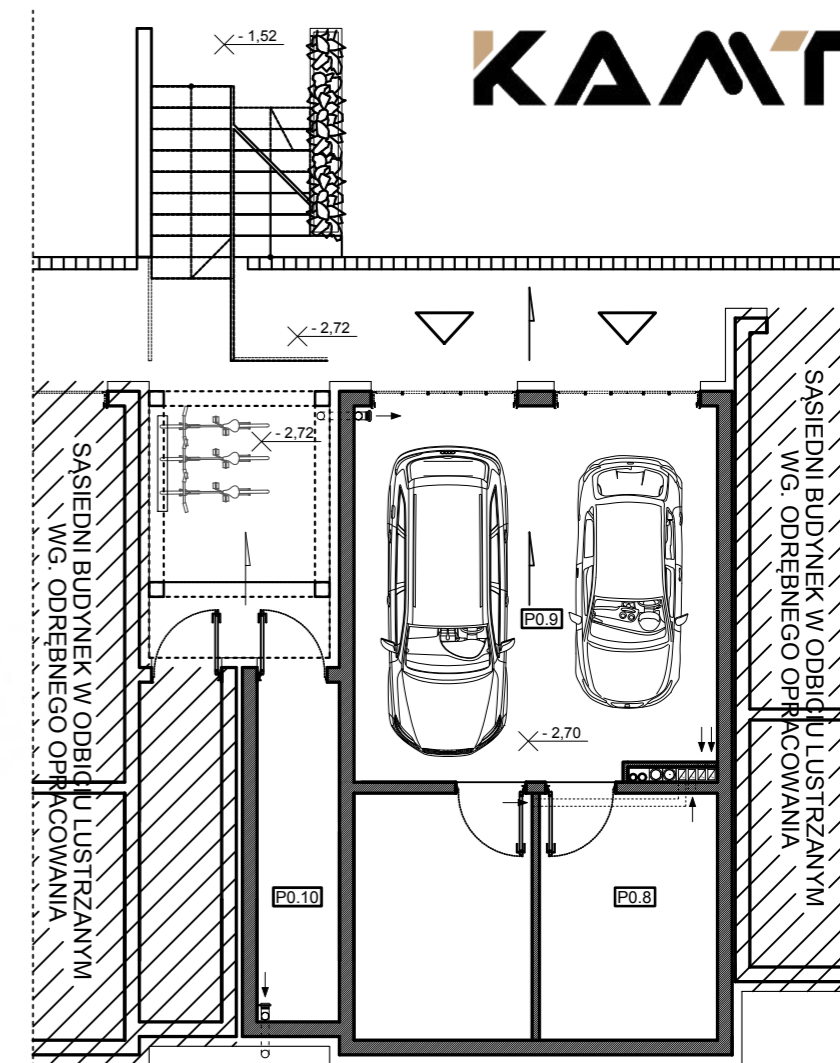 - 1,52
KAMT
- 2,72
- 2,72
SĄSIEDNI BUDYNEK W ODBICIU LUSTRZANYM
WG. ODRĘBNEGO OPRACOWANIA
SĄSIEDNI BUDYNEK W ODBICIU LUSTRZANYM
WG. ODRĘBNEGO OPRACOWANIA
P0.9
- 2,70
P0.10
P0.8